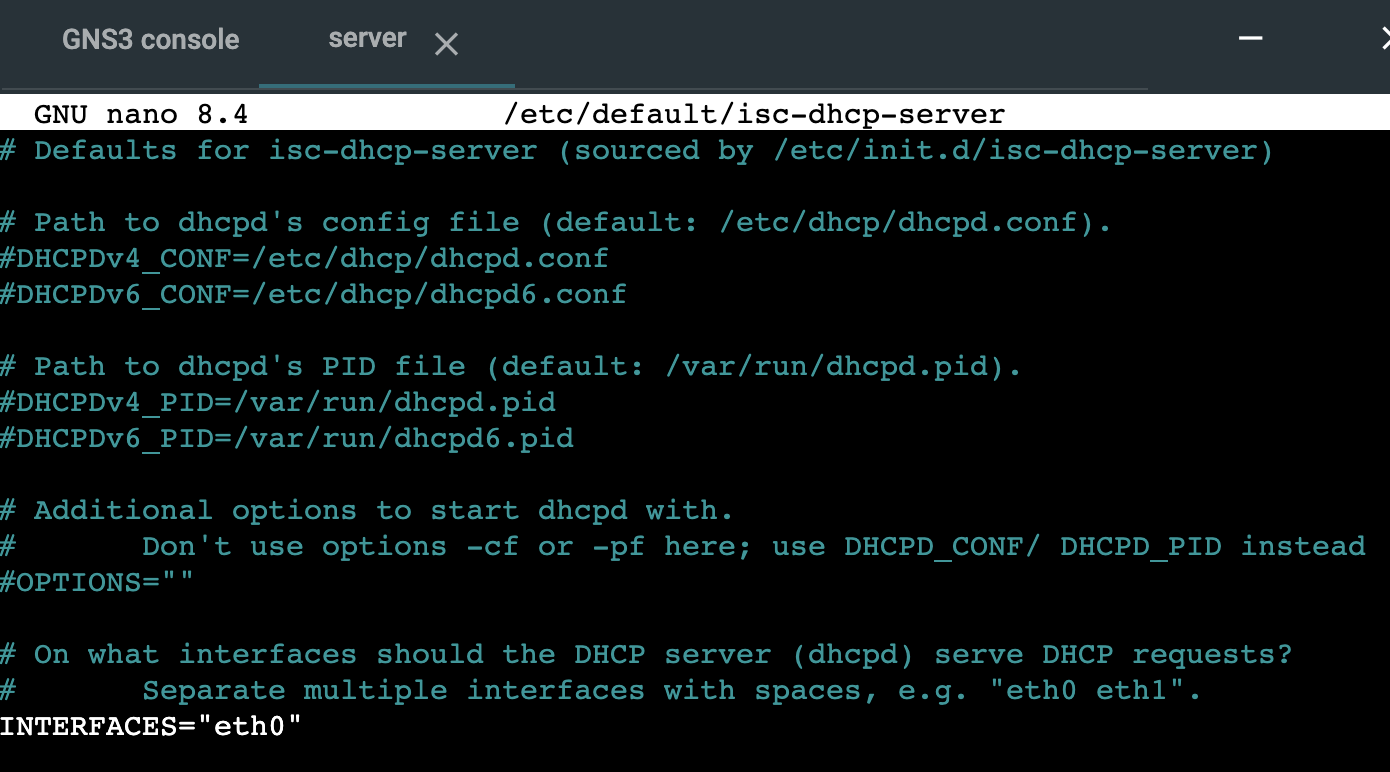 GNS3 console
server
GNU nano 8.4 /etc/default/isc-dhcp-server
# Defaults for isc-dhcp-server (sourced by /etc/init.d/isc-dhcp-server)
# Path to dhcpd's config file (default: /etc/dhcp/dhcpd.conf).
#DHCPDv4_CONF=/etc/dhcp/dhcpd.conf
#DHCPDv6_CONF=/etc/dhcp/dhcpd6.conf
# Path to dhcpd's PID file (default: /var/run/dhcpd.pid).
#DHCPDv4_PID=/var/run/dhcpd.pid
#DHCPDv6_PID=/var/run/dhcpd6.pid
# Additional options to start dhcpd with.
#       Don't use options -cf or -pf here; use DHCPD_CONF/ DHCPD_PID instead
#OPTIONS=""
# On what interfaces should the DHCP server (dhcpd) serve DHCP requests?
#       Separate multiple interfaces with spaces, e.g. "eth0 eth1".
INTERFACES="eth0"